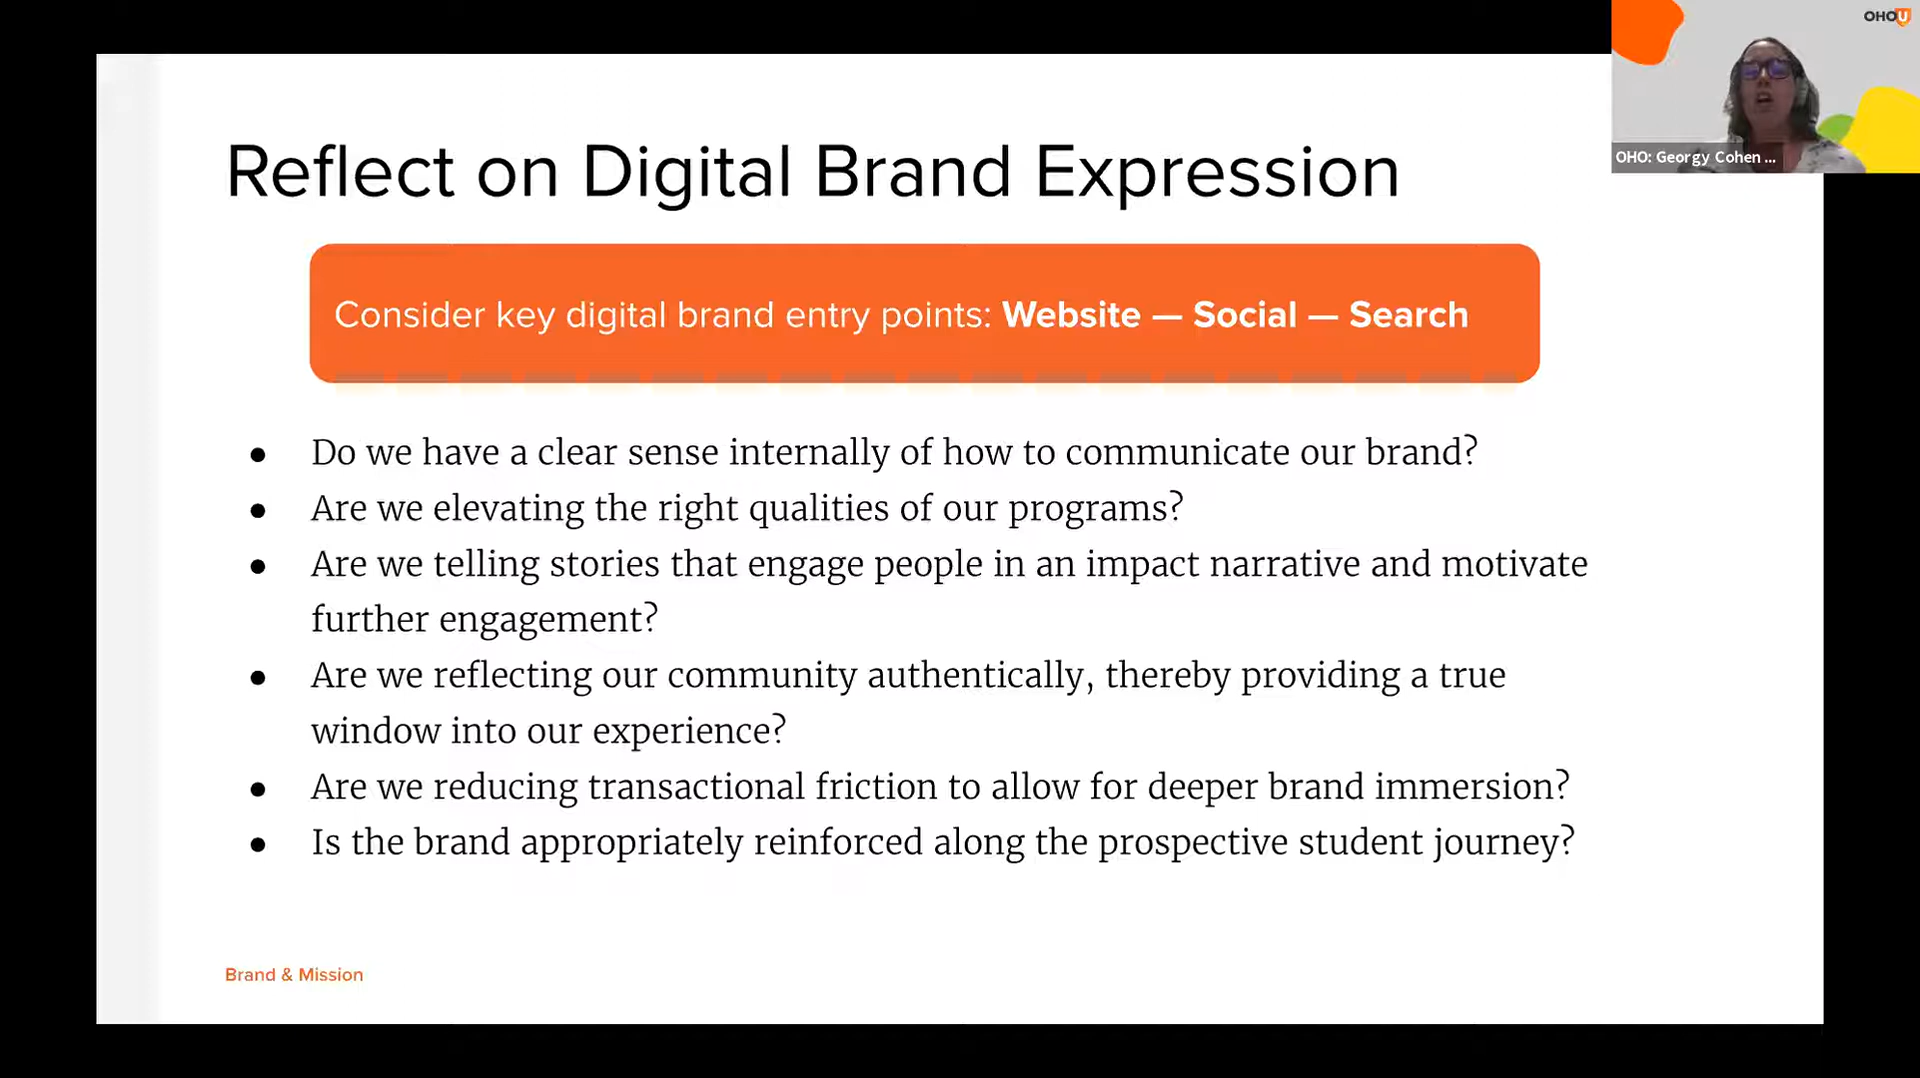 OHO U
OHO: Georgy Cohen ...
Reflect on Digital Brand Expression
Consider key digital brand entry points: Website — Social — Search
● Do we have a clear sense internally of how to communicate our brand?
● Are we elevating the right qualities of our programs?
● Are we telling stories that engage people in an impact narrative and motivate
further engagement?
● Are we reflecting our community authentically, thereby providing a true
window into our experience?
● Are we reducing transactional friction to allow for deeper brand immersion?
● Is the brand appropriately reinforced along the prospective student journey?
Brand & Mission